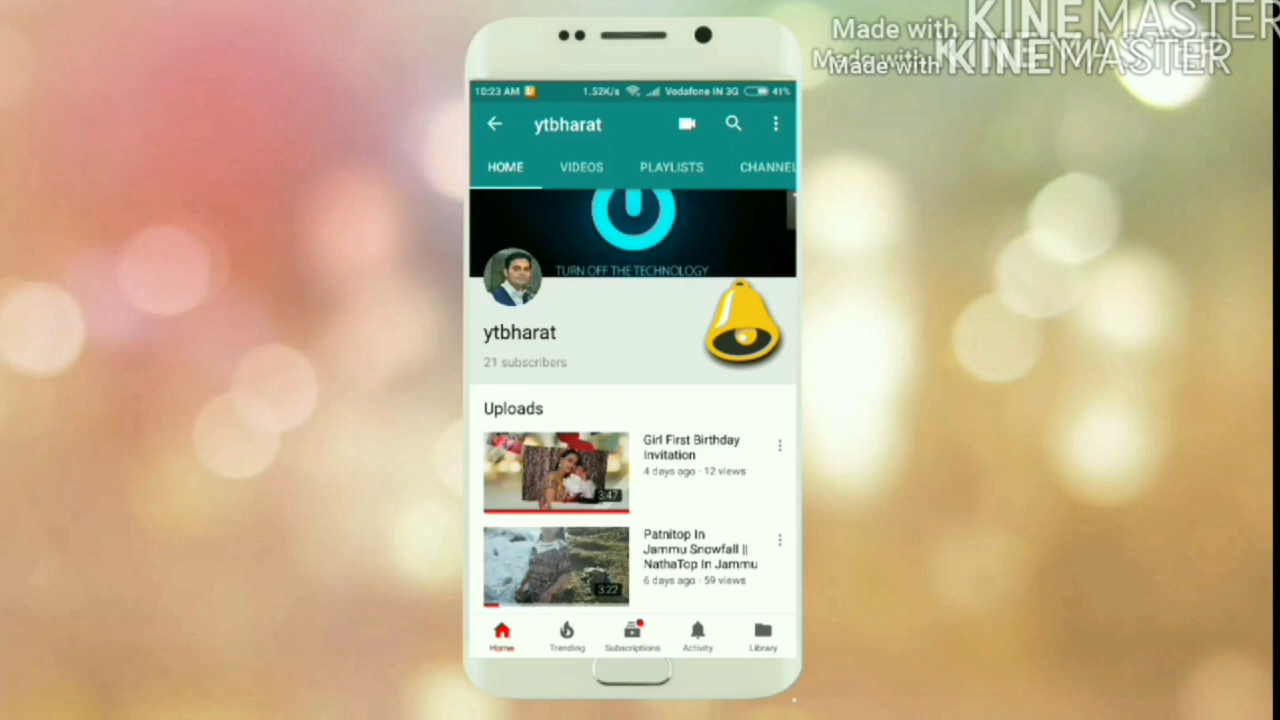 Made with KINEMASTER
Made with KINEMASTER
Made with KINEMASTER
10:23 AM 1.52K/s Vodafone IN 3G 41%
ytbharat
HOME VIDEOS PLAYLISTS CHANNEL
TURN OFF THE TECHNOLOGY
ytbharat
21 subscribers
Uploads
Girl First Birthday
Invitation
4 days ago · 12 views
3:47
Patnitop In
Jammu Snowfall ||
NathaTop In Jammu
6 days ago · 59 views
3:22
Home Trending Subscriptions Activity Library